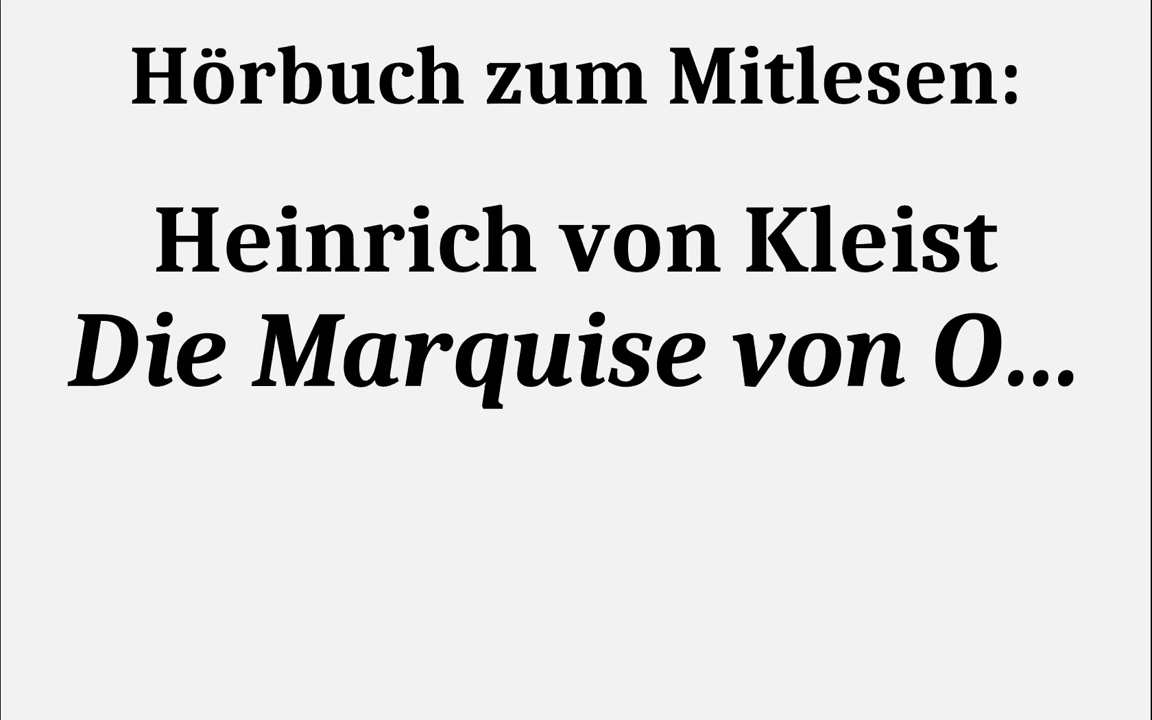 Hörbuch zum Mitlesen:
Heinrich von Kleist
Die Marquise von O...